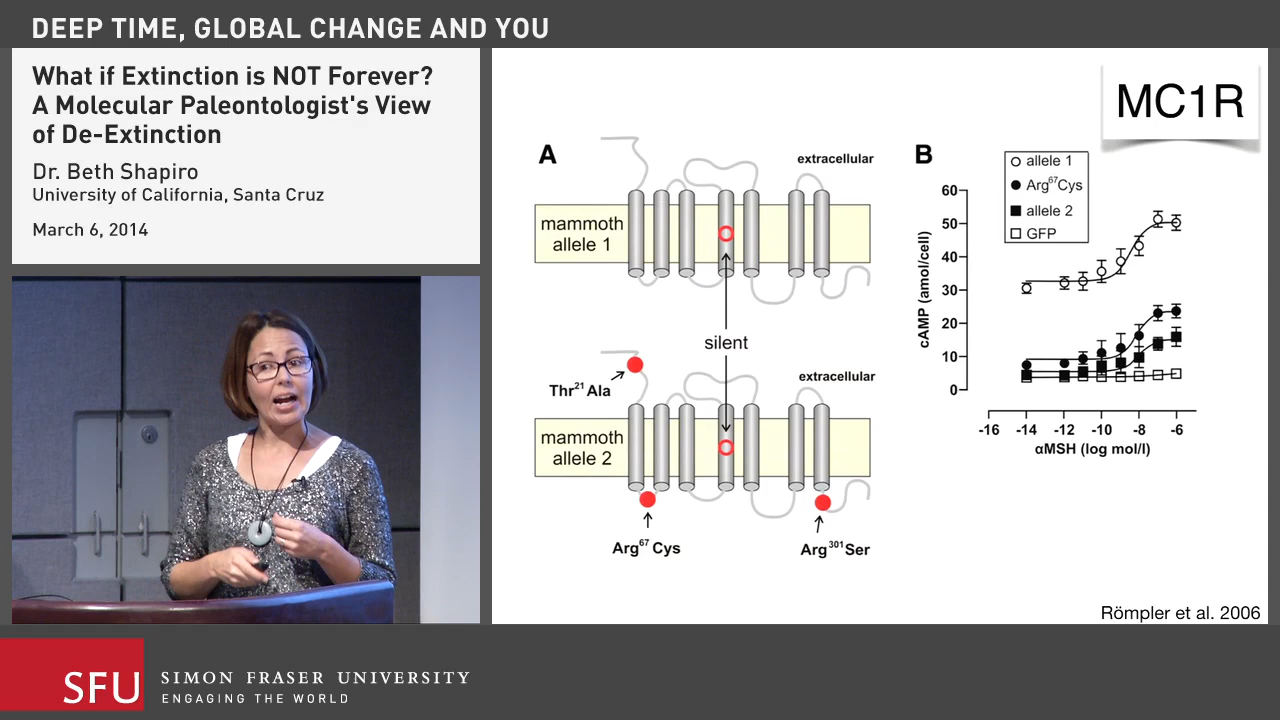 DEEP TIME, GLOBAL CHANGE AND YOU
What if Extinction is NOT Forever?
A Molecular Paleontologist's View
of De-Extinction
Dr. Beth Shapiro
University of California, Santa Cruz
March 6, 2014
MC1R
A
extracellular
mammoth
allele 1
silent
Thr21 Ala
extracellular
mammoth
allele 2
Arg67 Cys
Arg301 Ser
B
allele 1
Arg67Cys
allele 2
GFP
cAMP (amol/cell)
60
50
40
30
20
10
0
-16 -14 -12 -10 -8 -6
αMSH (log mol/l)
Römpler et al. 2006
SFU
SIMON FRASER UNIVERSITY
ENGAGING THE WORLD